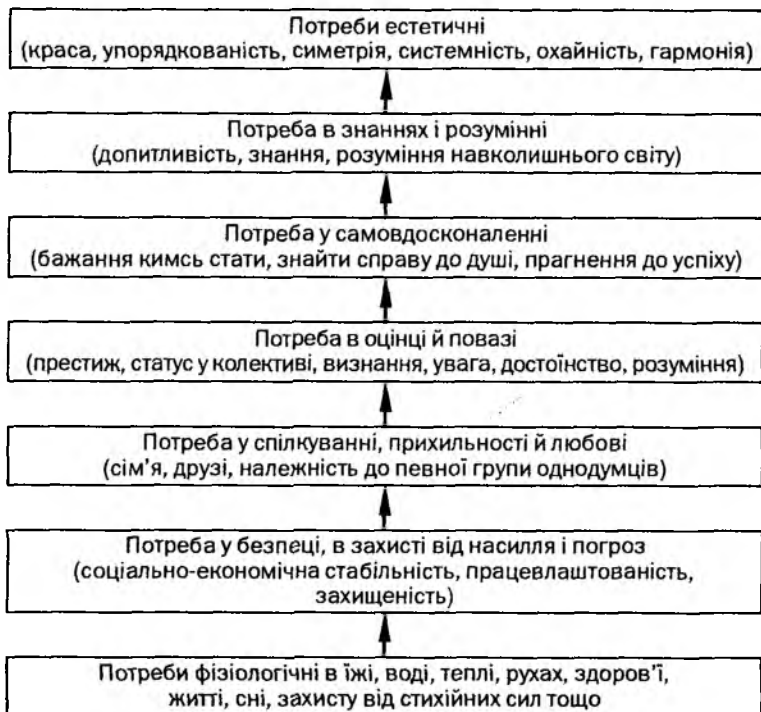 Потреби естетичні
(краса, упорядкованість, симетрія, системність, охайність, гармонія)
Потреба в знаннях і розумінні
(допитливість, знання, розуміння навколишнього світу)
Потреба у самовдосконаленні
(бажання кимсь стати, знайти справу до душі, прагнення до успіху)
Потреба в оцінці й повазі
(престиж, статус у колективі, визнання, увага, достоїнство, розуміння)
Потреба у спілкуванні, прихильності й любові
(сім'я, друзі, належність до певної групи однодумців)
Потреба у безпеці, в захисті від насилля і погроз
(соціально-економічна стабільність, працевлаштованість,
захищеність)
Потреби фізіологічні в їжі, воді, теплі, рухах, здоров'ї,
житті, сні, захисту від стихійних сил тощо